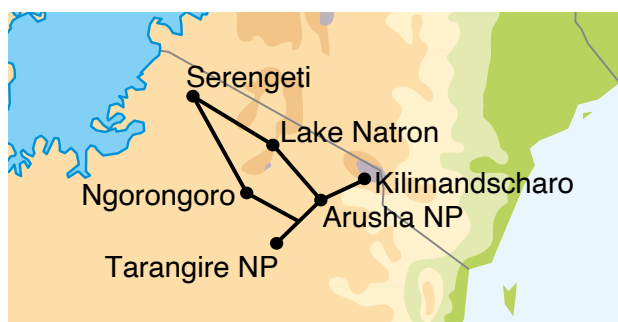 Serengeti
Lake Natron
Kilimandscharo
Ngorongoro
Arusha NP
Tarangire NP